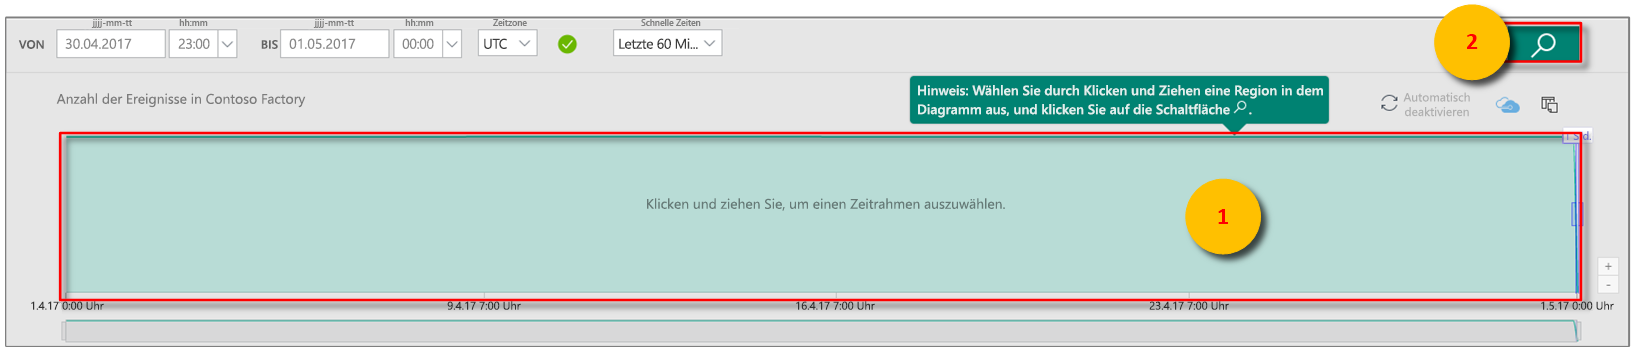 jjjj-mm-tt hh:mm jjjj-mm-tt hh:mm Zeitzone Schnelle Zeiten
VON 30.04.2017 23:00 BIS 01.05.2017 00:00 UTC Letzte 60 Mi...
2
Hinweis: Wählen Sie durch Klicken und Ziehen eine Region in dem
Diagramm aus, und klicken Sie auf die Schaltfläche .
Anzahl der Ereignisse in Contoso Factory
Automatisch
deaktivieren
1 Std.
Klicken und ziehen Sie, um einen Zeitrahmen auszuwählen.
1
+
-
1.4.17 0:00 Uhr 9.4.17 7:00 Uhr 16.4.17 7:00 Uhr 23.4.17 7:00 Uhr 1.5.17 0:00 Uhr